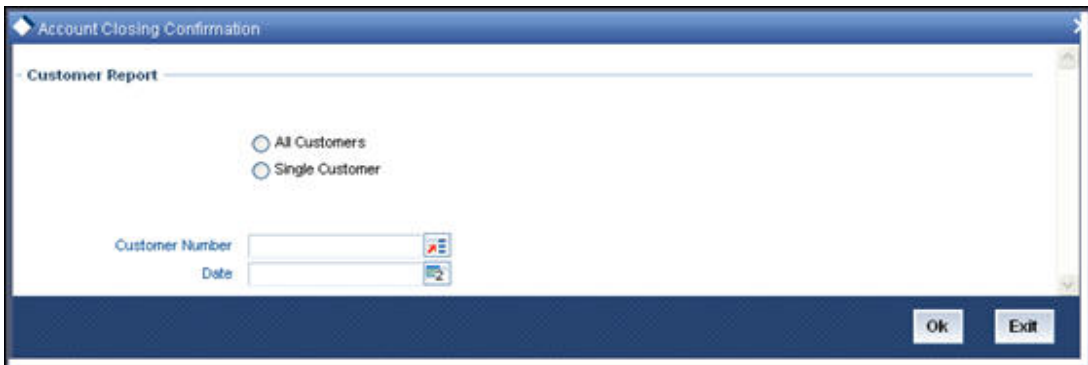 Account Closing Confirmation
Customer Report
All Customers
Single Customer
Customer Number
Date
Ok
Exit